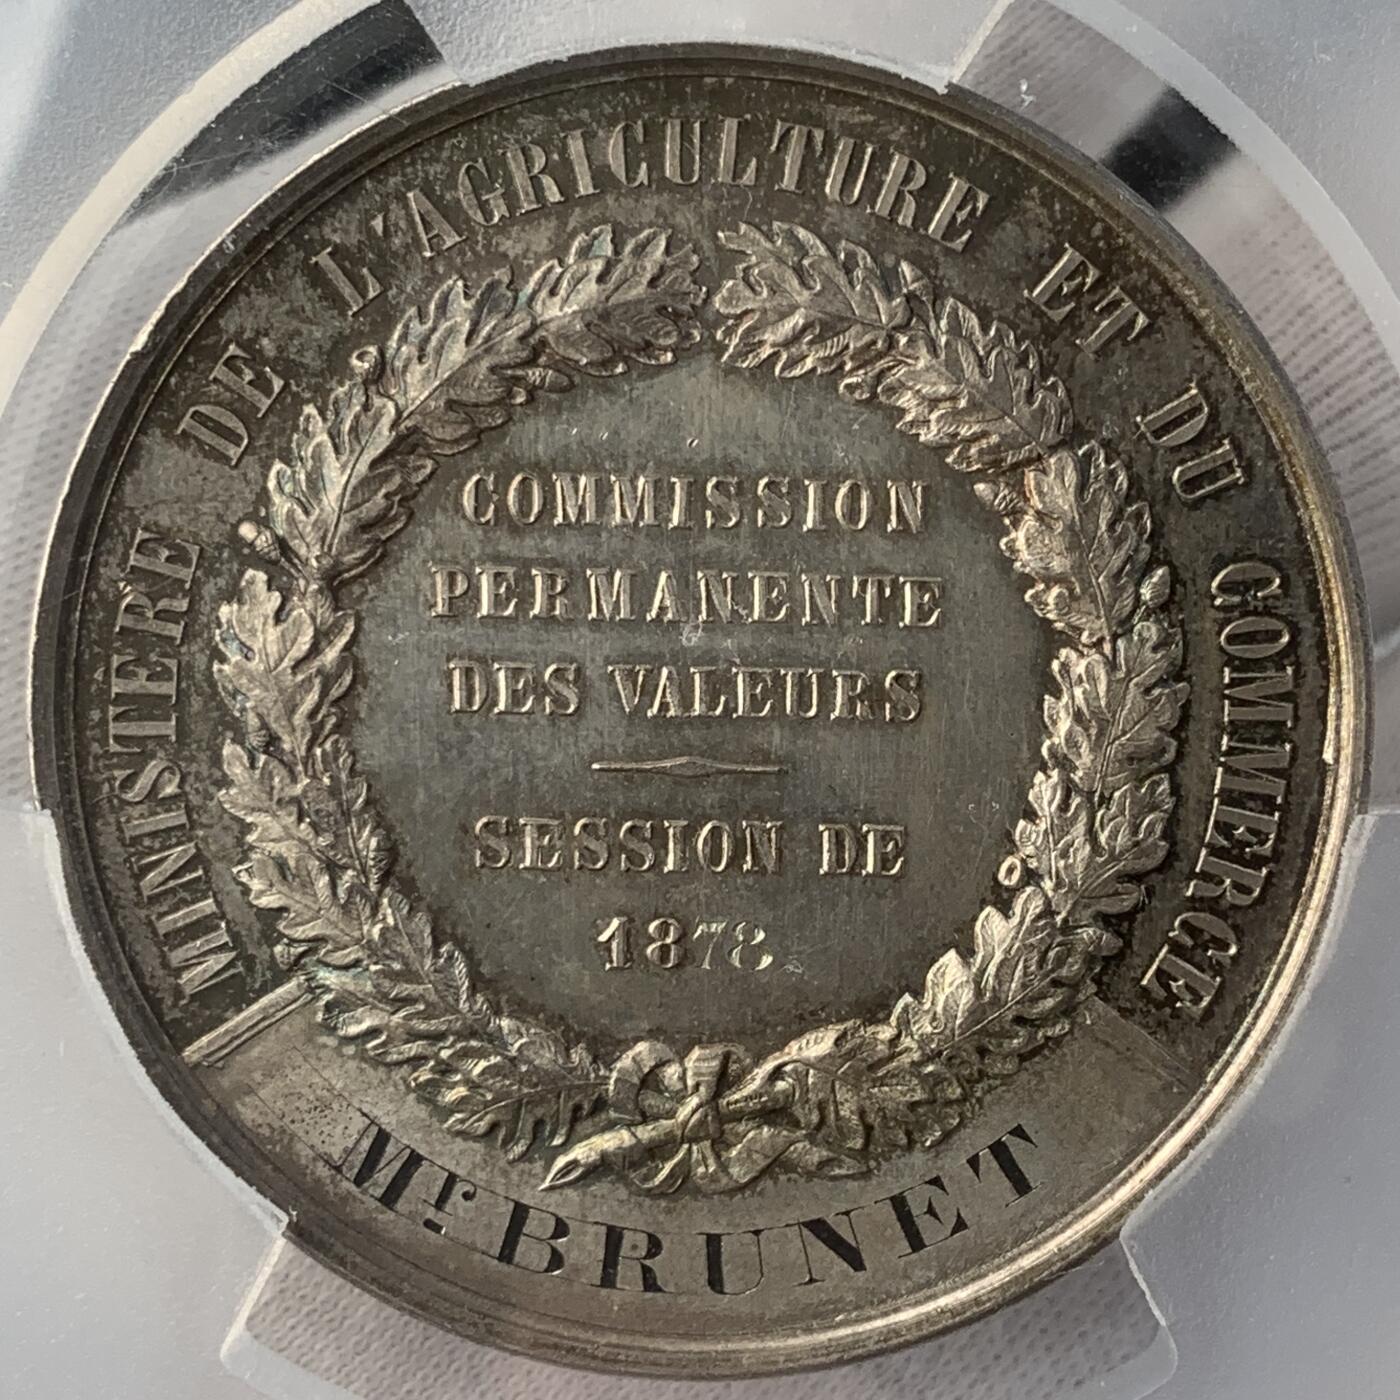 MINISTERE DE L'AGRICULTURE ET DU COMMERCE
COMMISSION
PERMANENTE
DES VALEURS
SESSION DE
1878
Mr BRUNET